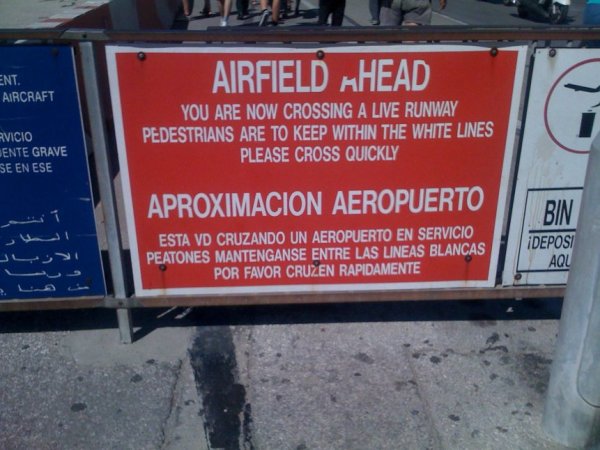 ENT.
AIRCRAFT
RVICIO
UENTE GRAVE
SE EN ESE
أنتم
AIRFIELD AHEAD
YOU ARE NOW CROSSING A LIVE RUNWAY
PEDESTRIANS ARE TO KEEP WITHIN THE WHITE LINES
PLEASE CROSS QUICKLY
APROXIMACION AEROPUERTO
ESTA VD CRUZANDO UN AEROPUERTO EN SERVICIO
PEATONES MANTENGANSE ENTRE LAS LINEAS BLANCAS
POR FAVOR CRUZEN RAPIDAMENTE
BIN
¡DEPOSI
AQU